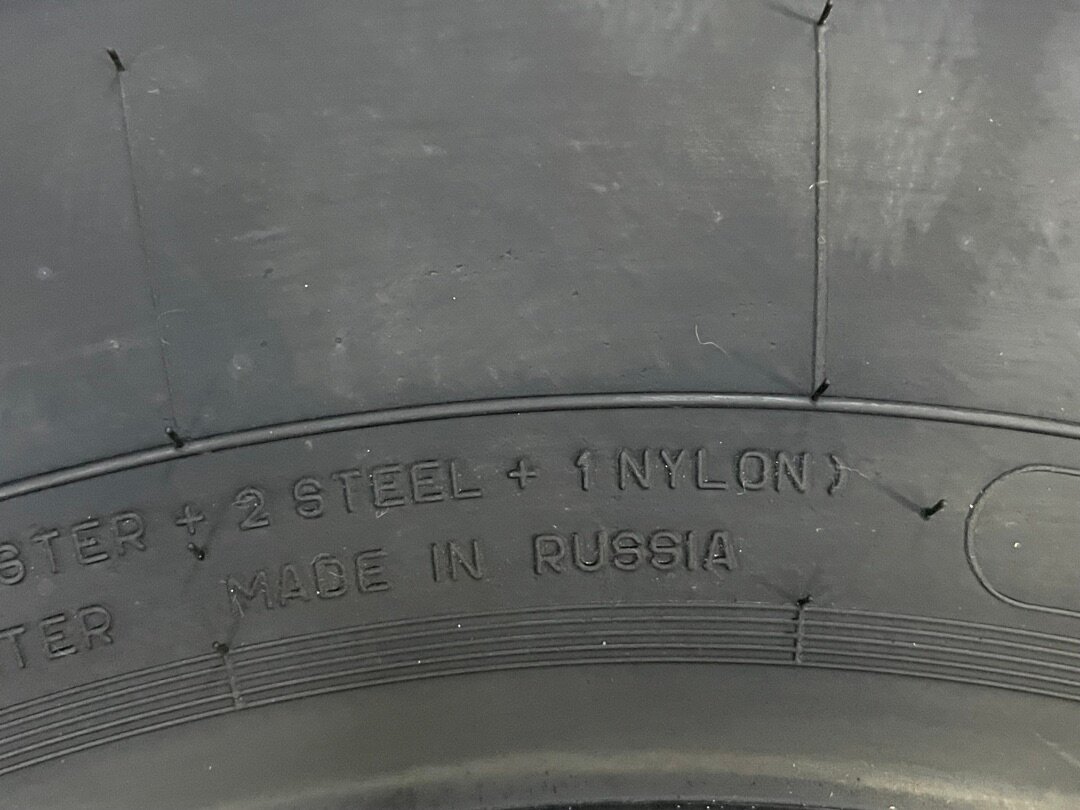 STER + 2 STEEL + 1 NYLON)
TER MADE IN RUSSIA